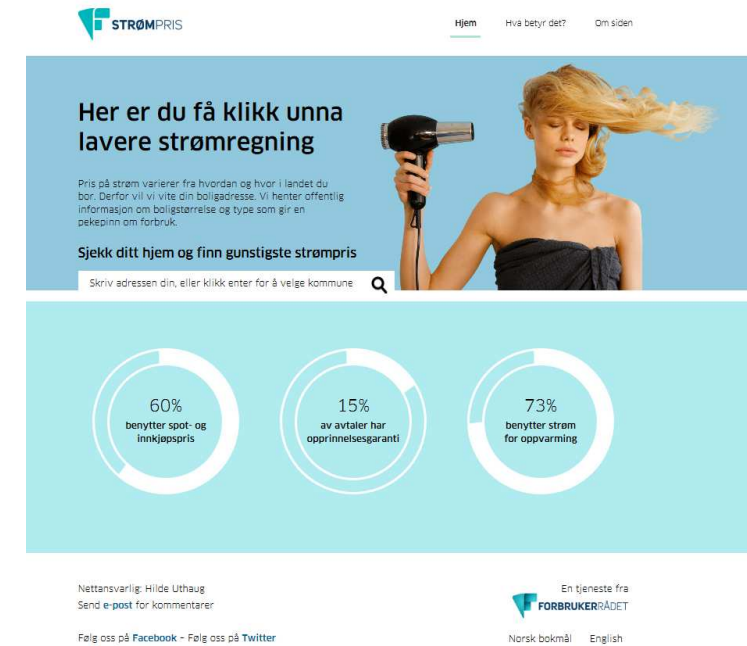 STRØMPRIS
Hjem Hva betyr det? Om siden
Her er du få klikk unna
lavere strømregning
Pris på strøm varierer fra hvordan og hvor i landet du
bor. Derfor vil vi vite din boligadresse. Vi henter offentlig
informasjon om boligstørrelse og type som gir en
pekepinn om forbruk.
Sjekk ditt hjem og finn gunstigste strømpris
Skriv adressen din, eller klikk enter for å velge kommune
60%
benytter spot- og
innkjøpspris
15%
av avtaler har
opprinnelsesgaranti
73%
benytter strøm
for oppvarming
Nettansvarlig: Hilde Uthaug
Send e-post for kommentarer
Følg oss på Facebook - Følg oss på Twitter
En tjeneste fra
FORBRUKERRÅDET
Norsk bokmål English